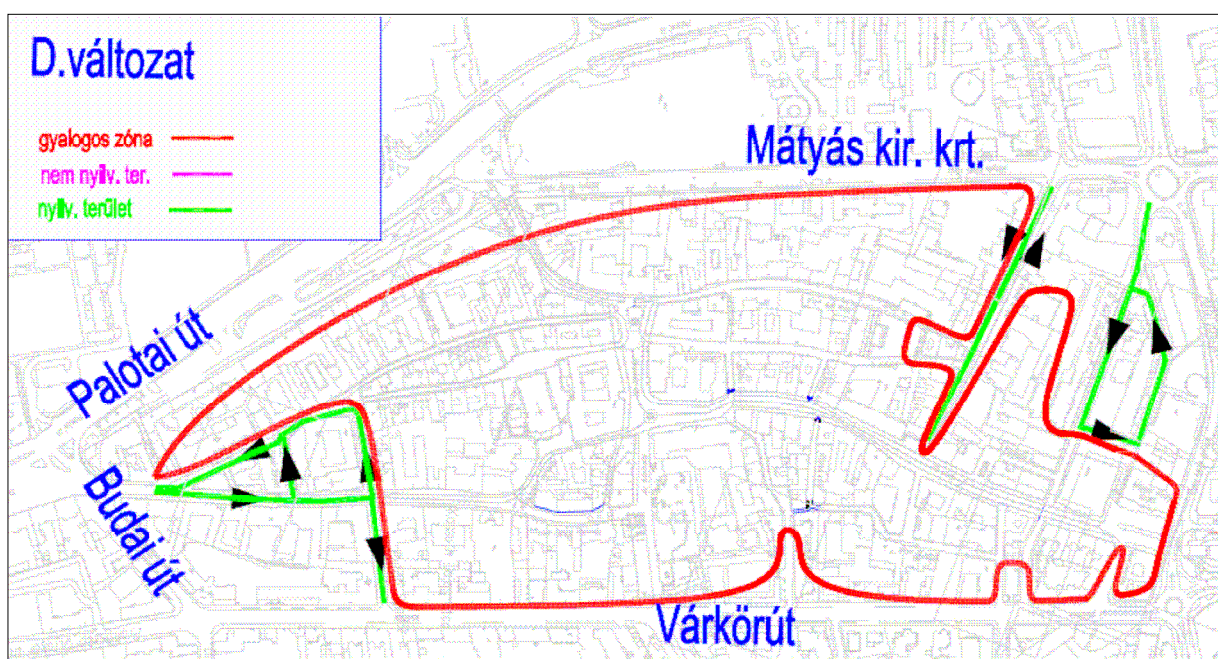 D.változat
gyalogos zóna
nem nyilv. ter.
nyilv. terület
Mátyás kir. krt.
Palotai út
Budai út
Várkörút